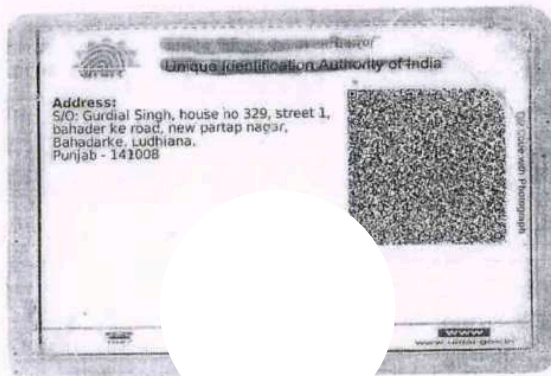 Unique Identification Authority of India
Address:
S/O: Gurdial Singh, house no 329, street 1,
bahader ke road, new partap nagar,
Bahadarke, Ludhiana,
Punjab - 141008
QR Code with Photograph
www
www.uidai.gov.in